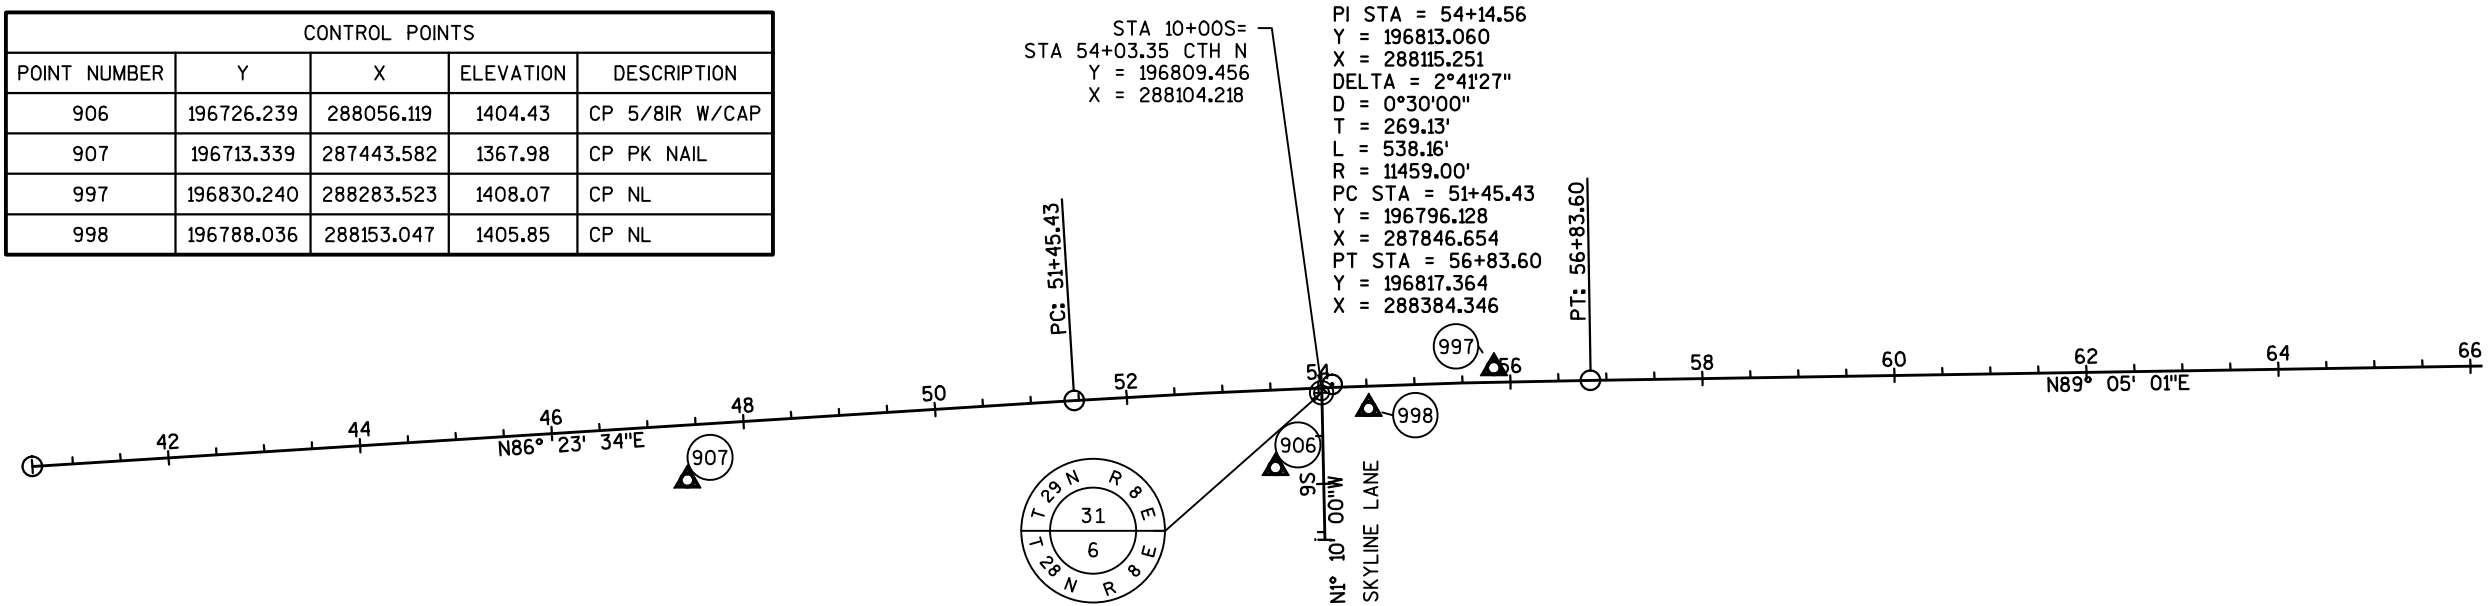 CONTROL POINTS
POINT NUMBER Y X ELEVATION DESCRIPTION
906 196726.239 288056.119 1404.43 CP 5/8IR W/CAP
907 196713.339 287443.582 1367.98 CP PK NAIL
997 196830.240 288283.523 1408.07 CP NL
998 196788.036 288153.047 1405.85 CP NL
STA 10+00S=
STA 54+03.35 CTH N
Y = 196809.456
X = 288104.218
PI STA = 54+14.56
Y = 196813.060
X = 288115.251
DELTA = 2°41'27"
D = 0°30'00"
T = 269.13'
L = 538.16'
R = 11459.00'
PC STA = 51+45.43
Y = 196796.128
X = 287846.654
PT STA = 56+83.60
Y = 196817.364
X = 288384.346
PC: 51+45.43
PT: 56+83.60
42
44
46
48
50
52
54
56
58
60
62
64
66
N86° 23' 34"E
N89° 05' 01"E
907
906
997
998
9S
N1° 10' 00"W
SKYLINE LANE
T 29 N R 8 E
31
6
T 28 N R 8 E